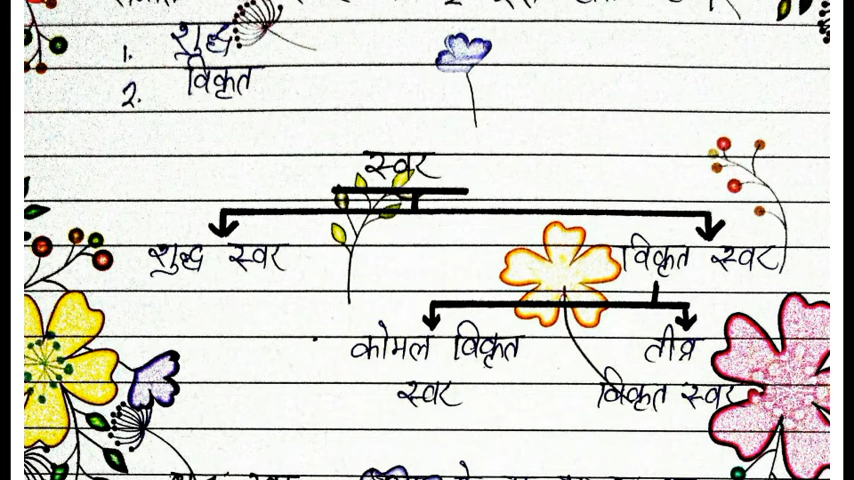 1. शुद्ध
2. विकृत
स्वर
शुद्ध स्वर विकृत स्वर
कोमल विकृत तीव्र
स्वर विकृत स्वर